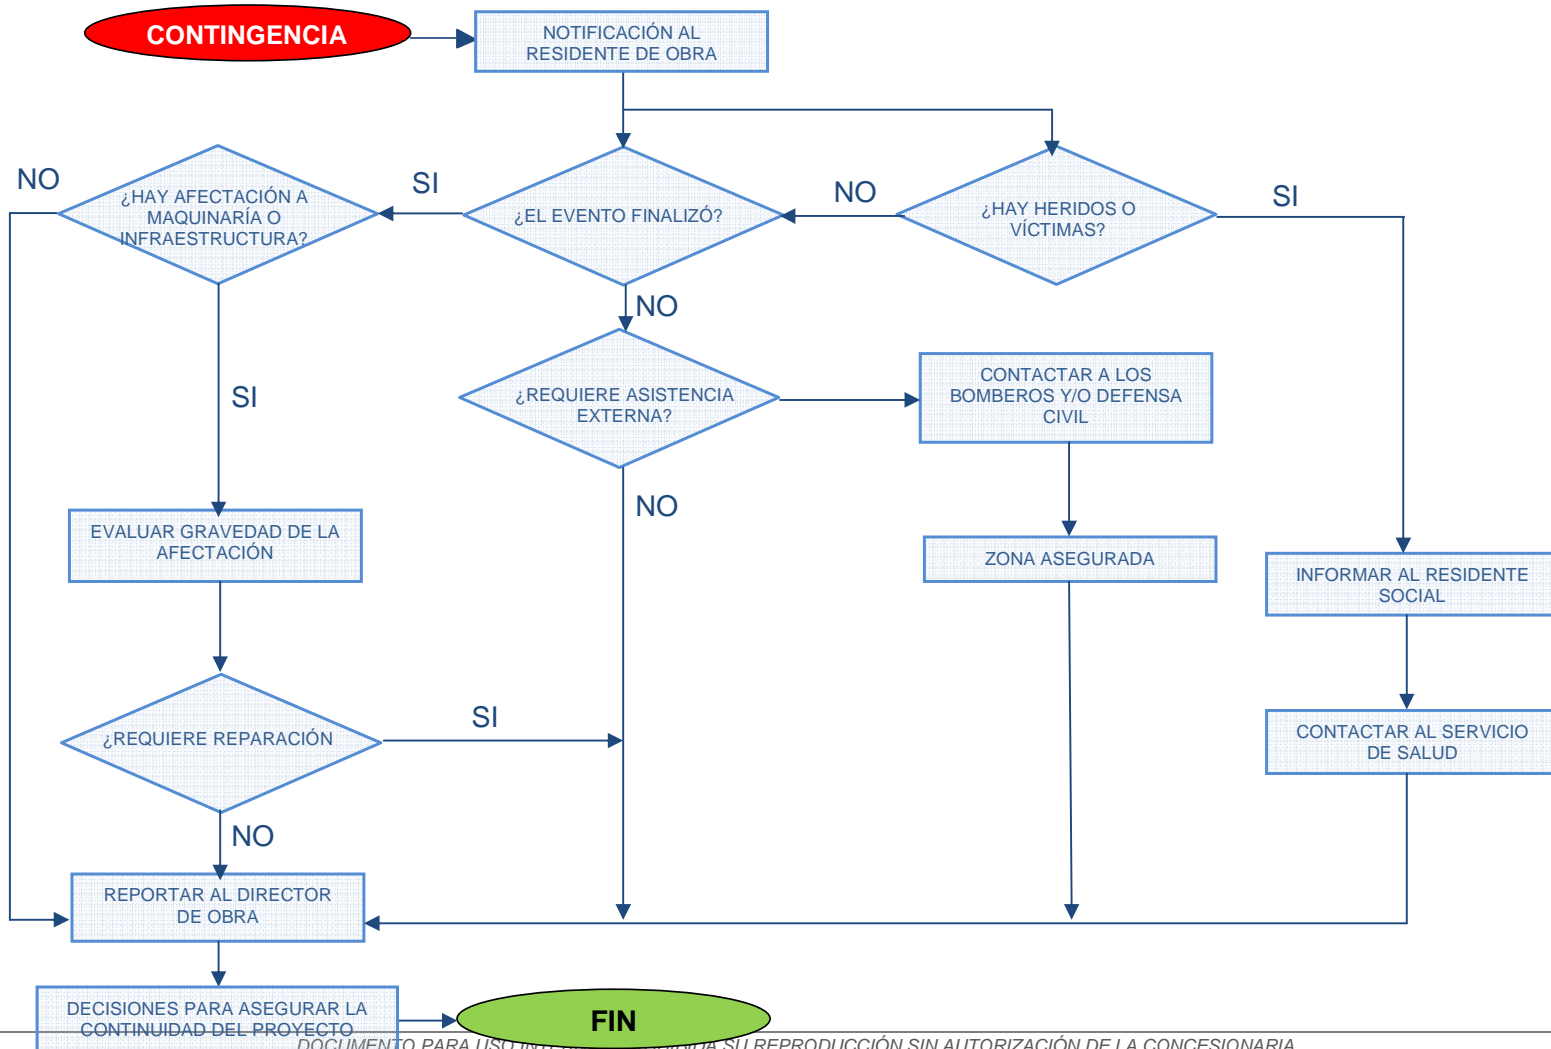 CONTINGENCIA
NOTIFICACIÓN AL
RESIDENTE DE OBRA
NO
¿HAY AFECTACIÓN A
MAQUINARÍA O
INFRAESTRUCTURA?
SI
¿EL EVENTO FINALIZÓ?
NO
¿HAY HERIDOS O
VÍCTIMAS?
SI
NO
SI
¿REQUIERE ASISTENCIA
EXTERNA?
CONTACTAR A LOS
BOMBEROS Y/O DEFENSA
CIVIL
NO
EVALUAR GRAVEDAD DE LA
AFECTACIÓN
ZONA ASEGURADA
INFORMAR AL RESIDENTE
SOCIAL
¿REQUIERE REPARACIÓN
SI
CONTACTAR AL SERVICIO
DE SALUD
NO
REPORTAR AL DIRECTOR
DE OBRA
DECISIONES PARA ASEGURAR LA
CONTINUIDAD DEL PROYECTO
FIN
DOCUMENTO PARA USO SU REPRODUCCIÓN SIN AUTORIZACIÓN DE LA CONCESIONARIA